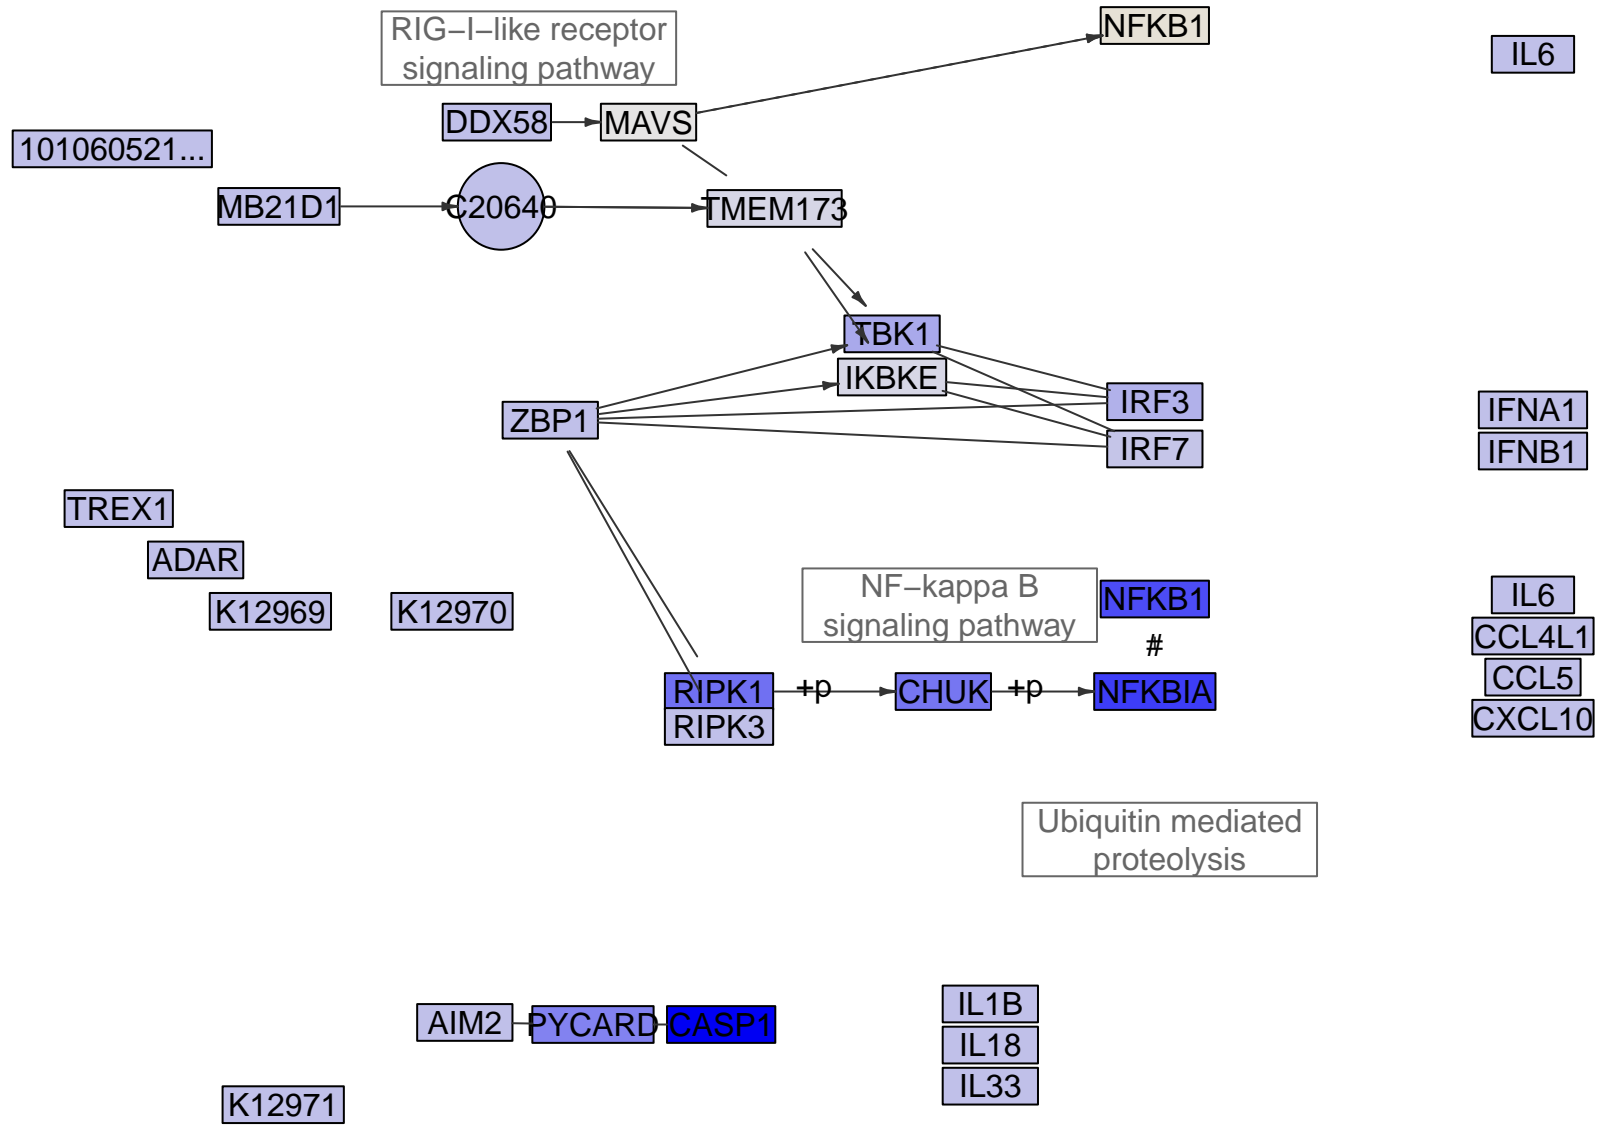 RIG−I−like receptor
signaling pathway
NFKB1
IL6
DDX58
MAVS
101060521...
MB21D1
C20640
TMEM173
TBK1
IKBKE
ZBP1
IRF3
IRF7
IFNA1
IFNB1
TREX1
ADAR
K12969
K12970
NF−kappa B
signaling pathway
NFKB1
#
IL6
CCL4L1
CCL5
CXCL10
RIPK1
+p
CHUK
+p
NFKBIA
RIPK3
Ubiquitin mediated
proteolysis
AIM2
PYCARD
CASP1
IL1B
IL18
IL33
K12971